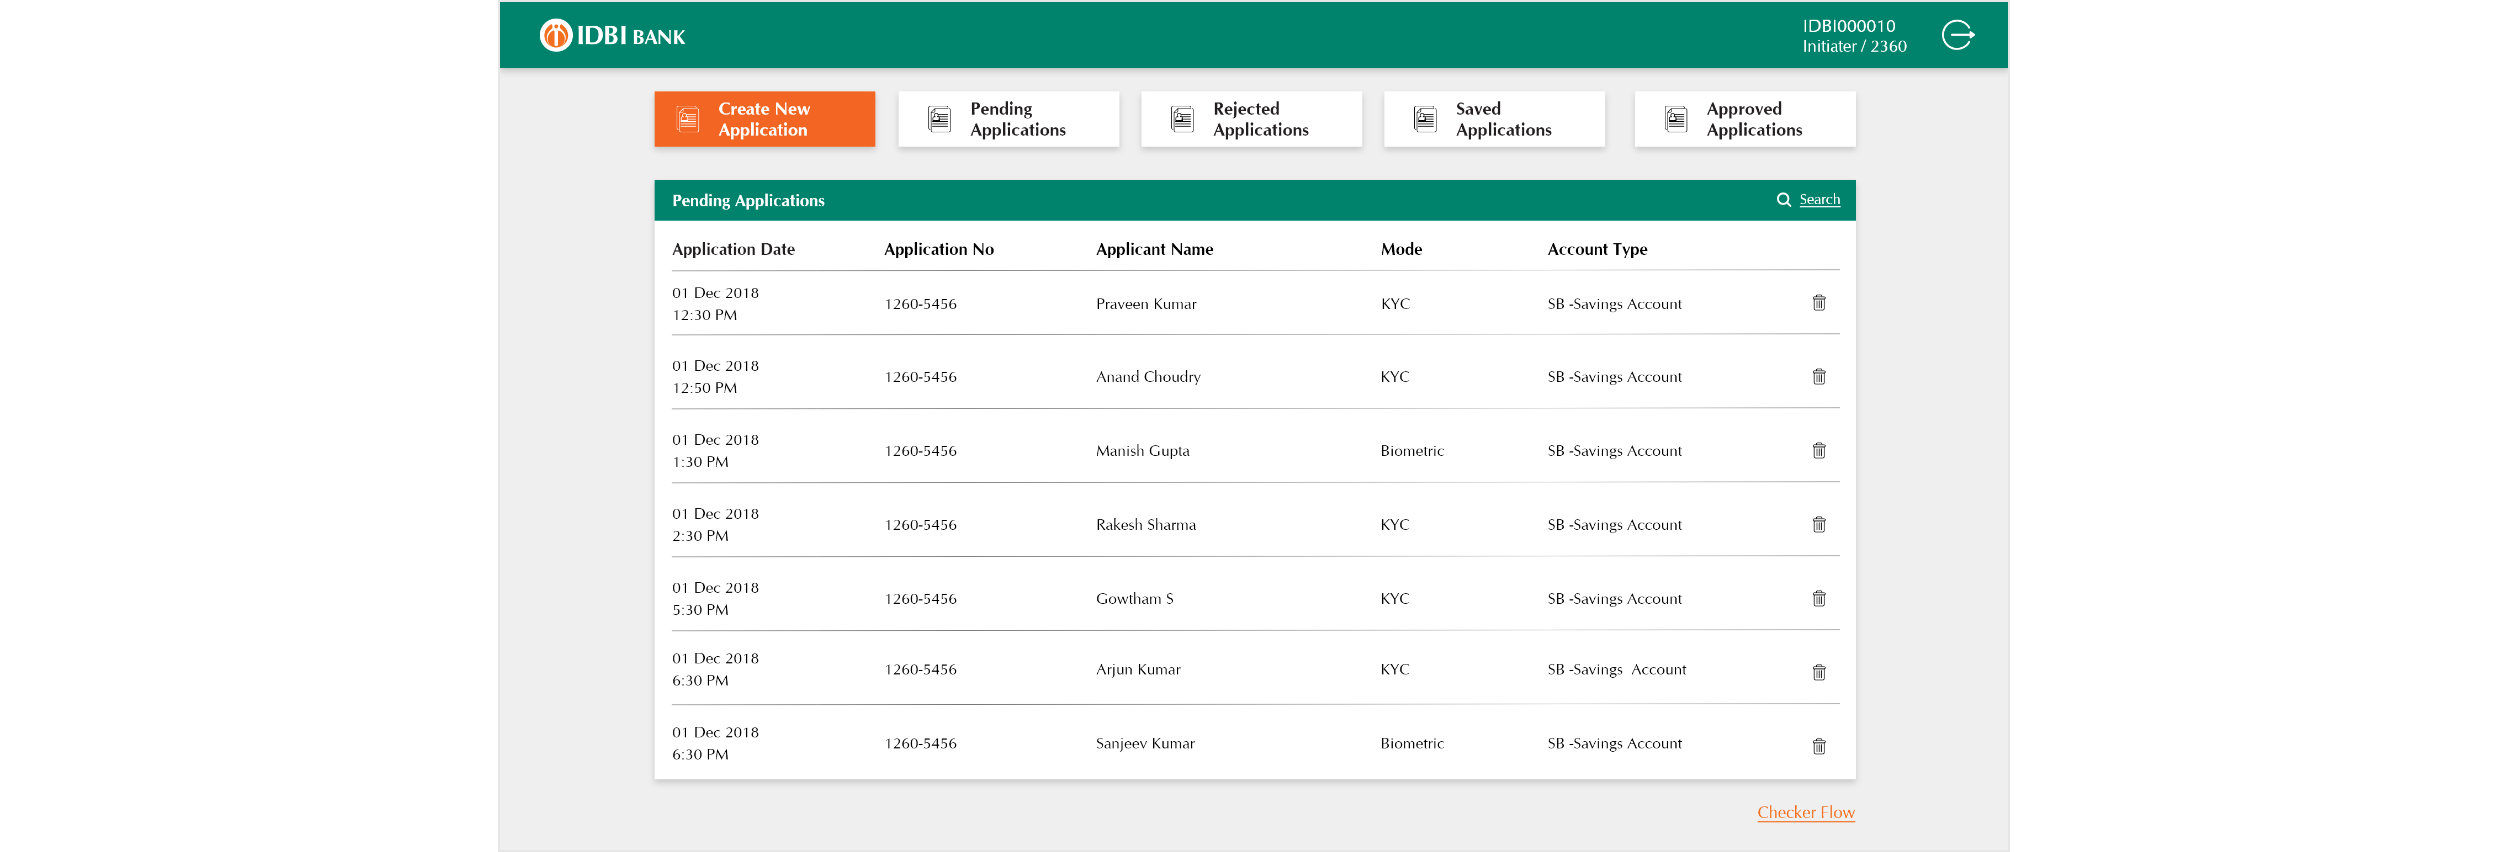 IDBI BANK
IDBI000010
Initiater / 2360
Create New
Application
Pending
Applications
Rejected
Applications
Saved
Applications
Approved
Applications
Pending Applications
Search
Application Date Application No Applicant Name Mode Account Type
01 Dec 2018
12:30 PM
1260-5456 Praveen Kumar KYC SB -Savings Account
01 Dec 2018
12:50 PM
1260-5456 Anand Choudry KYC SB -Savings Account
01 Dec 2018
1:30 PM
1260-5456 Manish Gupta Biometric SB -Savings Account
01 Dec 2018
2:30 PM
1260-5456 Rakesh Sharma KYC SB -Savings Account
01 Dec 2018
5:30 PM
1260-5456 Gowtham S KYC SB -Savings Account
01 Dec 2018
6:30 PM
1260-5456 Arjun Kumar KYC SB -Savings  Account
01 Dec 2018
6:30 PM
1260-5456 Sanjeev Kumar Biometric SB -Savings Account
Checker Flow